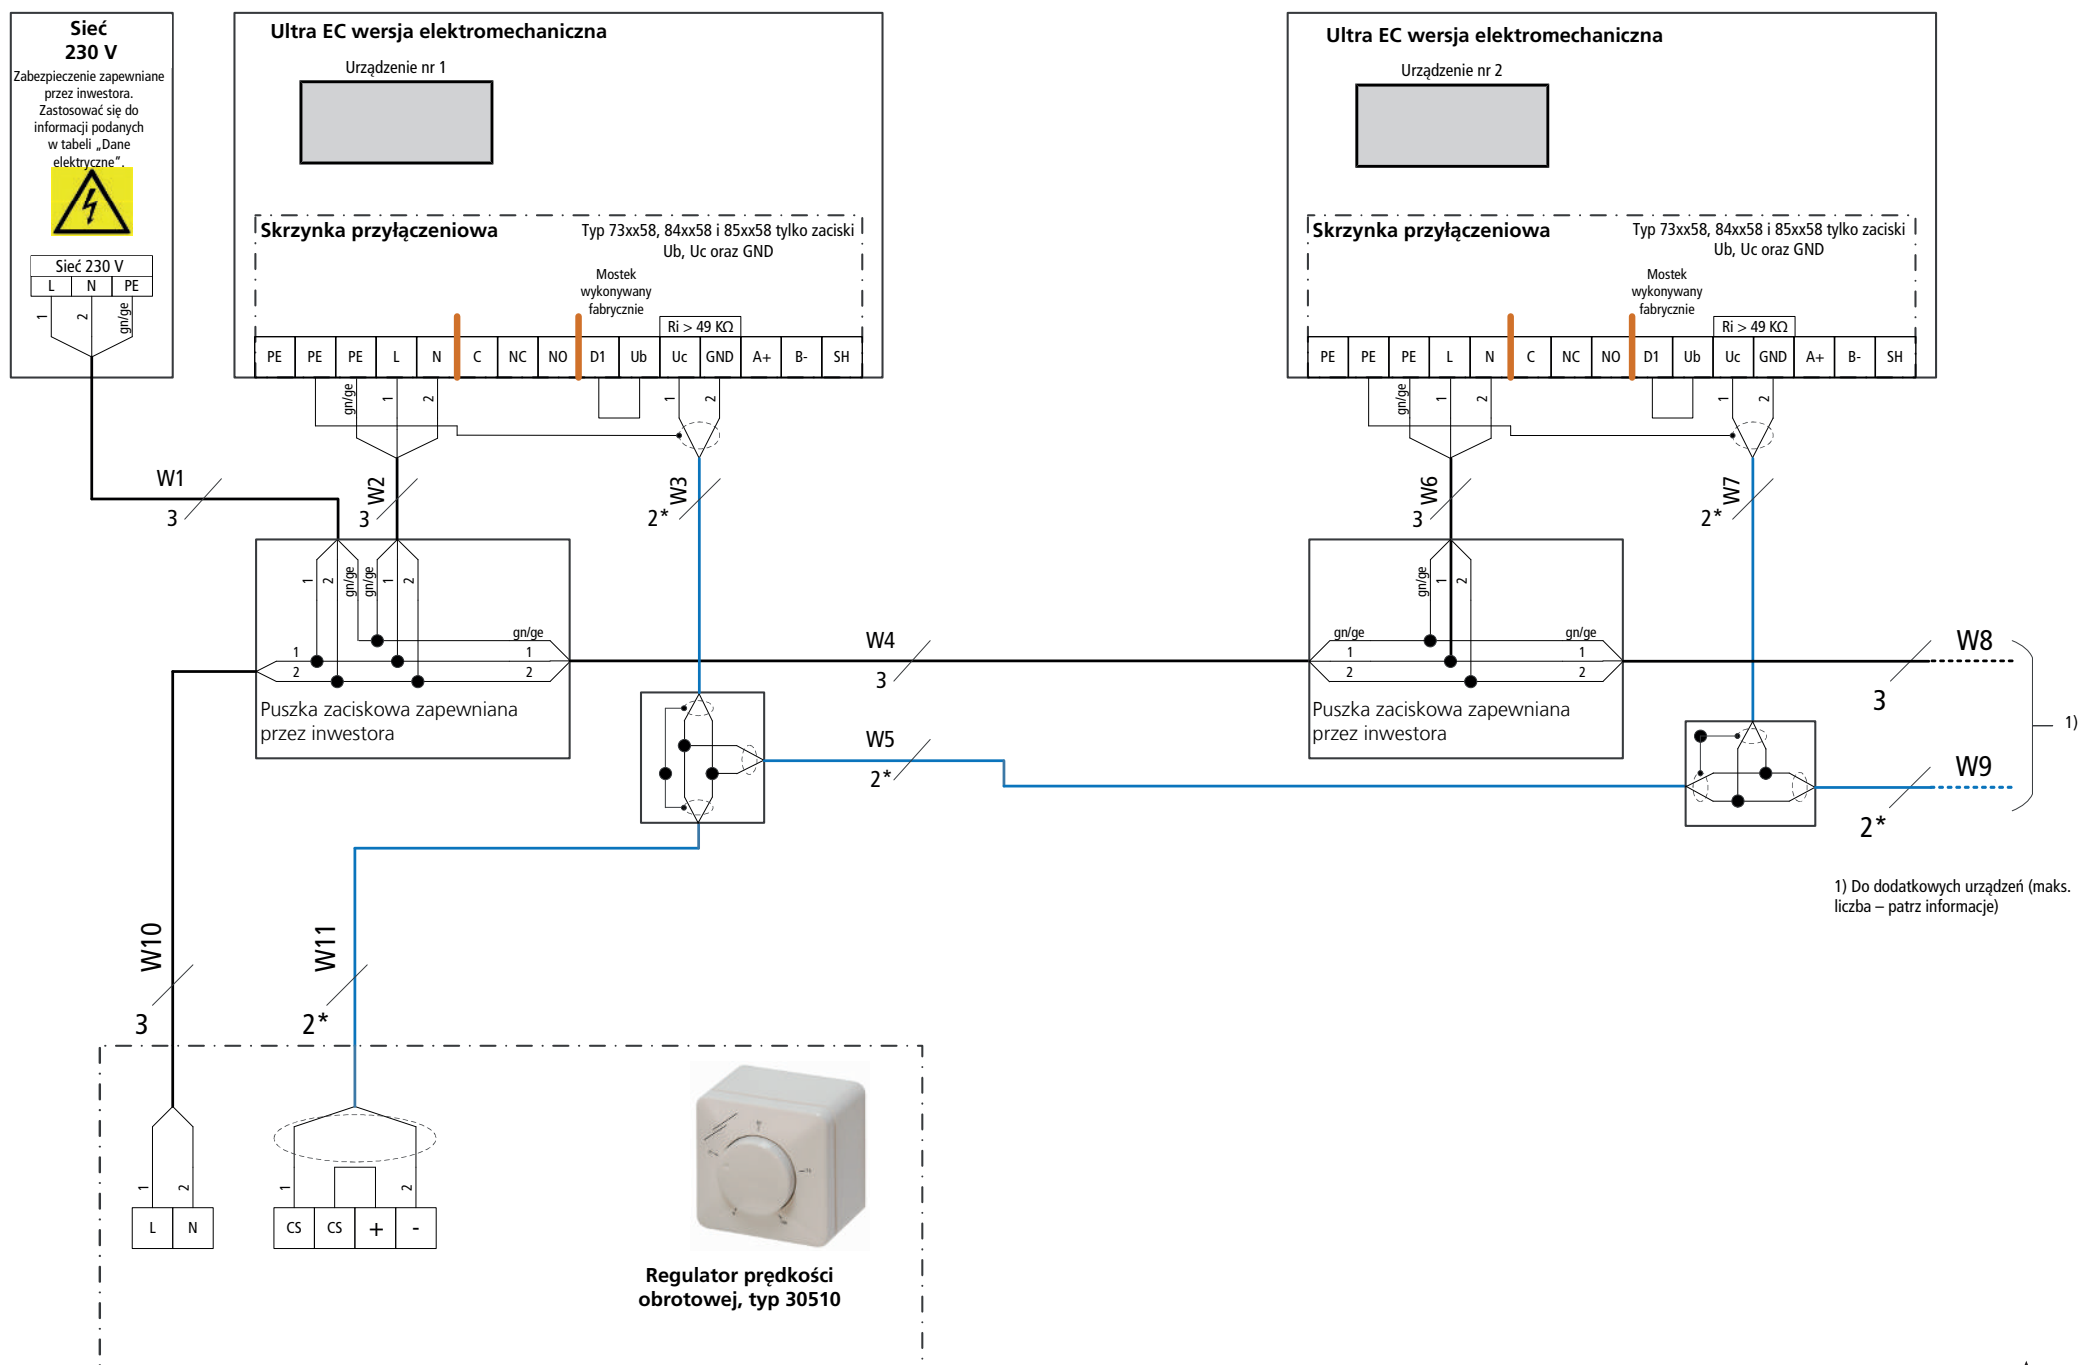 Sieć
230 V
Zabezpieczenie zapewniane
przez inwestora.
Zastosować się do
informacji podanych
w tabeli „Dane
elektryczne".
Sieć 230 V
L N PE
1 2 gn/ge
Ultra EC wersja elektromechaniczna
Urządzenie nr 1
Skrzynka przyłączeniowa
Typ 73xx58, 84xx58 i 85xx58 tylko zaciski
Ub, Uc oraz GND
Mostek
wykonywany
fabrycznie
Ri > 49 KΩ
PE PE PE L N C NC NO D1 Ub Uc GND A+ B- SH
gn/ge 1 2 1 2
Ultra EC wersja elektromechaniczna
Urządzenie nr 2
Skrzynka przyłączeniowa
Typ 73xx58, 84xx58 i 85xx58 tylko zaciski
Ub, Uc oraz GND
Mostek
wykonywany
fabrycznie
Ri > 49 KΩ
PE PE PE L N C NC NO D1 Ub Uc GND A+ B- SH
gn/ge 1 2 1 2
W1
3
W2
3
W3
2*
W6
3
W7
2*
1 2 gn/ge gn/ge 1 2
gn/ge
1 1
2 2
Puszka zaciskowa zapewniana
przez inwestora
W4
3
W5
2*
gn/ge 1 2
gn/ge gn/ge
1 1
2 2
Puszka zaciskowa zapewniana
przez inwestora
W8
3
W9
2*
1)
1) Do dodatkowych urządzeń (maks.
liczba – patrz informacje)
W10
3
W11
2*
1 2 1 2
L N CS CS + -
Regulator prędkości
obrotowej, typ 30510